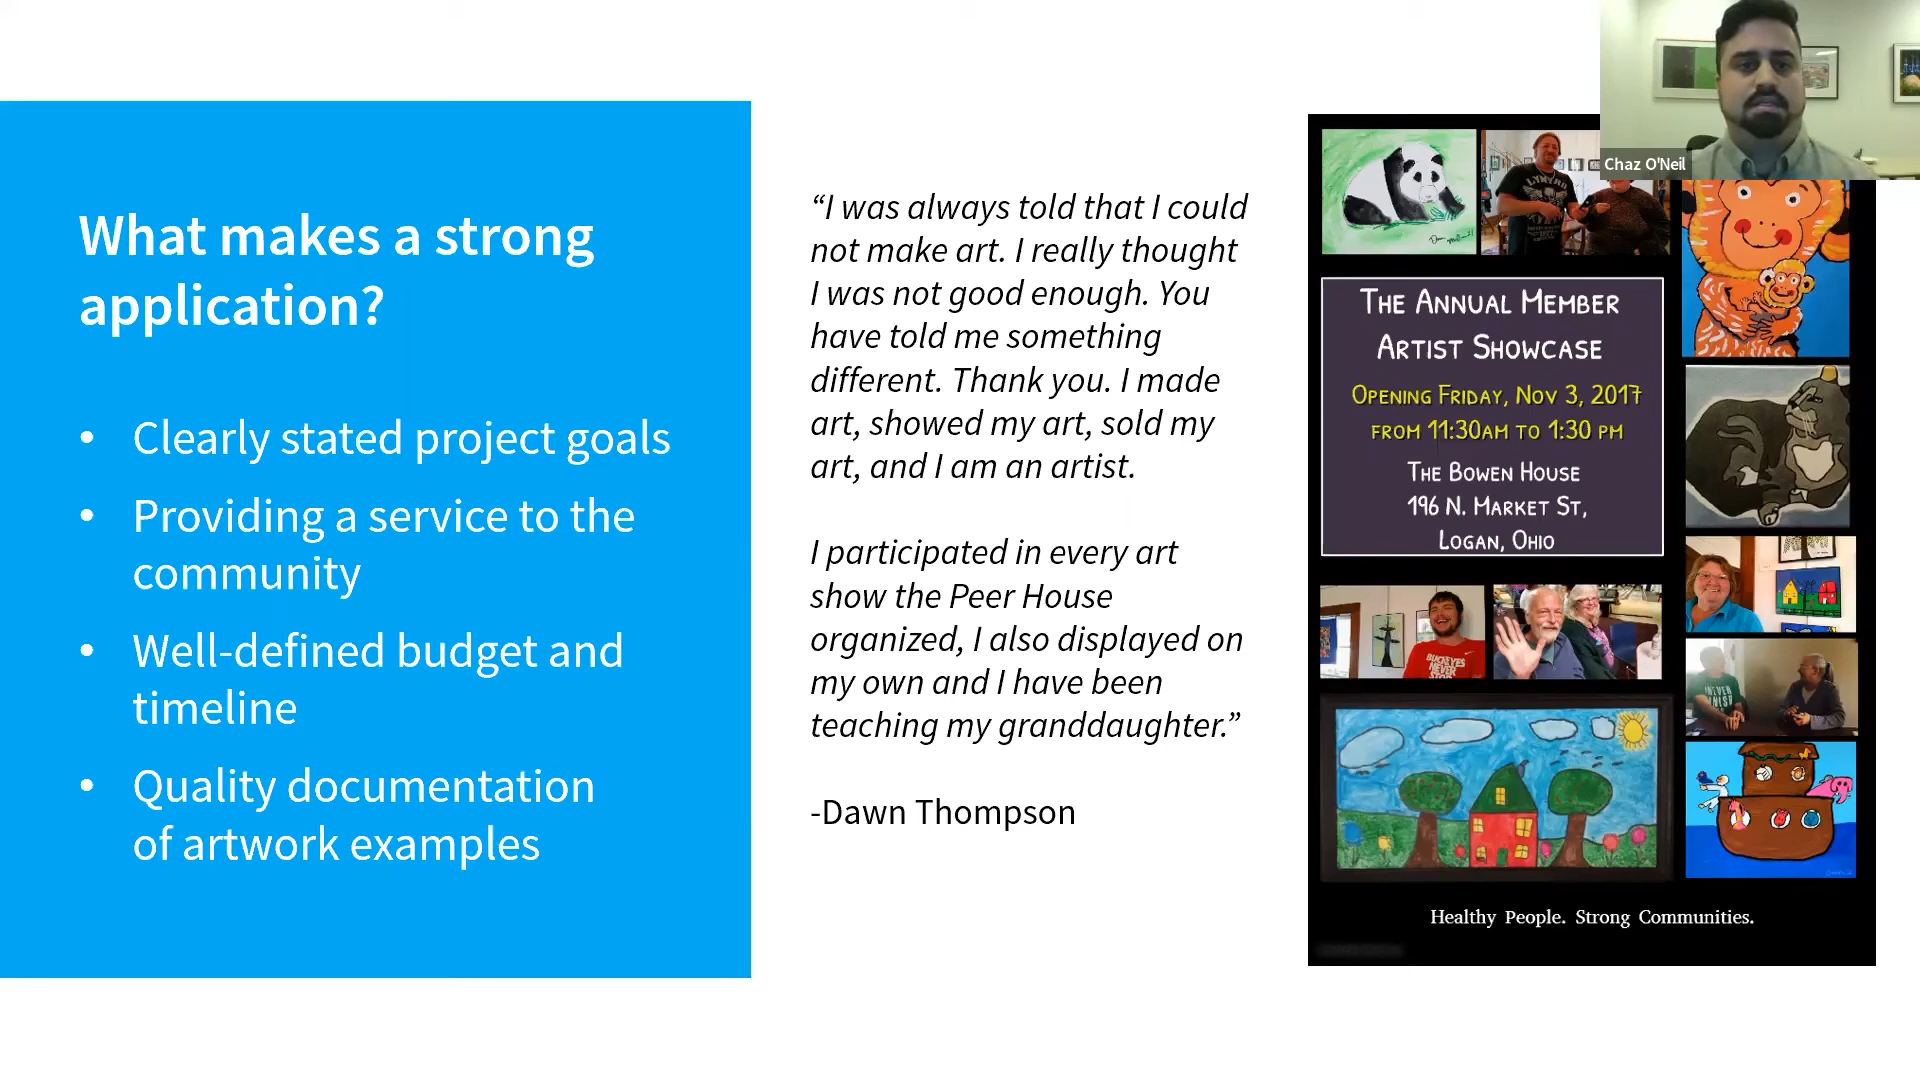 What makes a strong
application?
• Clearly stated project goals
• Providing a service to the
community
• Well-defined budget and
timeline
• Quality documentation
of artwork examples
“I was always told that I could
not make art. I really thought
I was not good enough. You
have told me something
different. Thank you. I made
art, showed my art, sold my
art, and I am an artist.
I participated in every art
show the Peer House
organized, I also displayed on
my own and I have been
teaching my granddaughter.”
-Dawn Thompson
Chaz O'Neil
The Annual Member
Artist Showcase
Opening Friday, Nov 3, 2017
from 11:30am to 1:30 pm
The Bowen House
196 N. Market St,
Logan, Ohio
BUCKEYES
NEVER
Healthy People. Strong Communities.